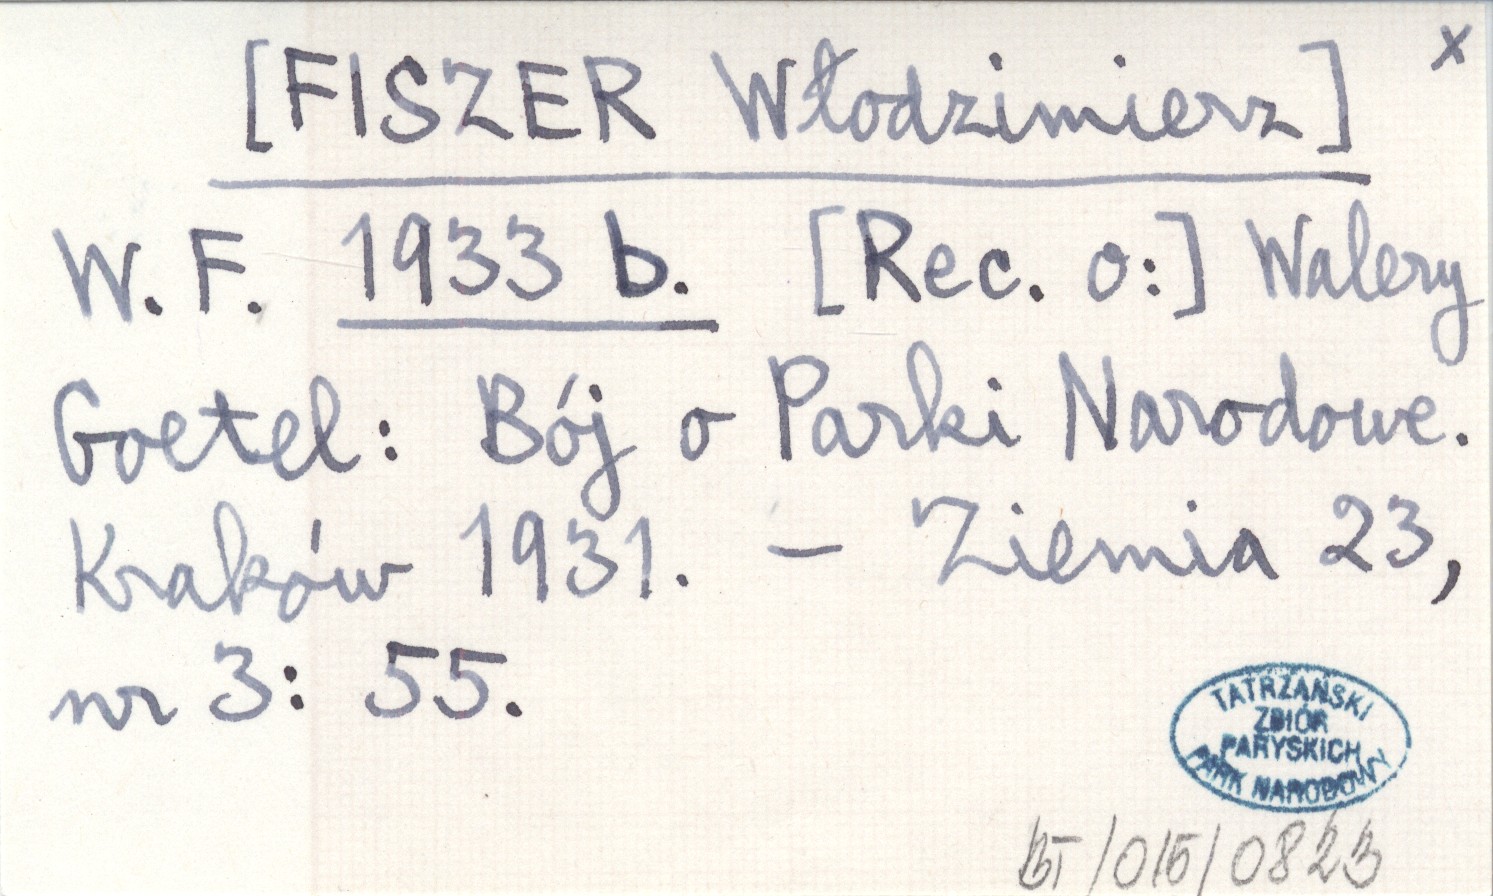 [FISZER Włodzimierz] x
W. F. 1933 b. [Rec. o:] Walery
Goetel: Bój o Parki Narodowe.
Kraków 1931. – Ziemia 23,
nr 3: 55.
TATRZAŃSKI
ZBIÓR
PARYSKICH
PARK NARODOWY
BT/015/0823